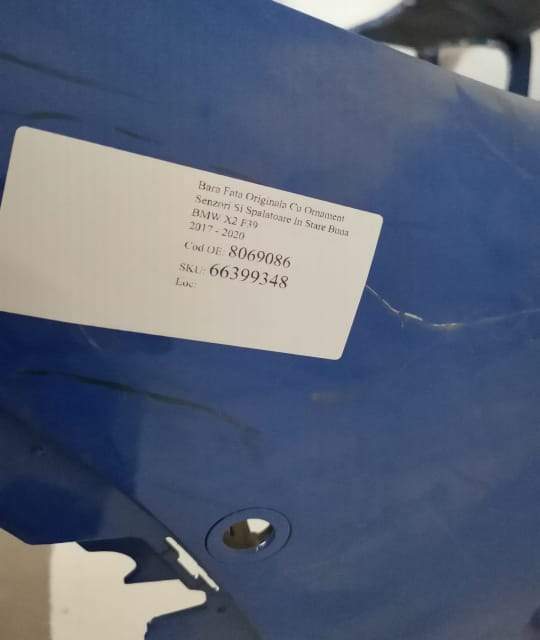 Bara Fata Originala Cu Ornament
Senzori Si Spalatoare In Stare Buna
BMW X2 F39
2017 - 2020
Cod OE: 8069086
SKU: 66399348
Loc: